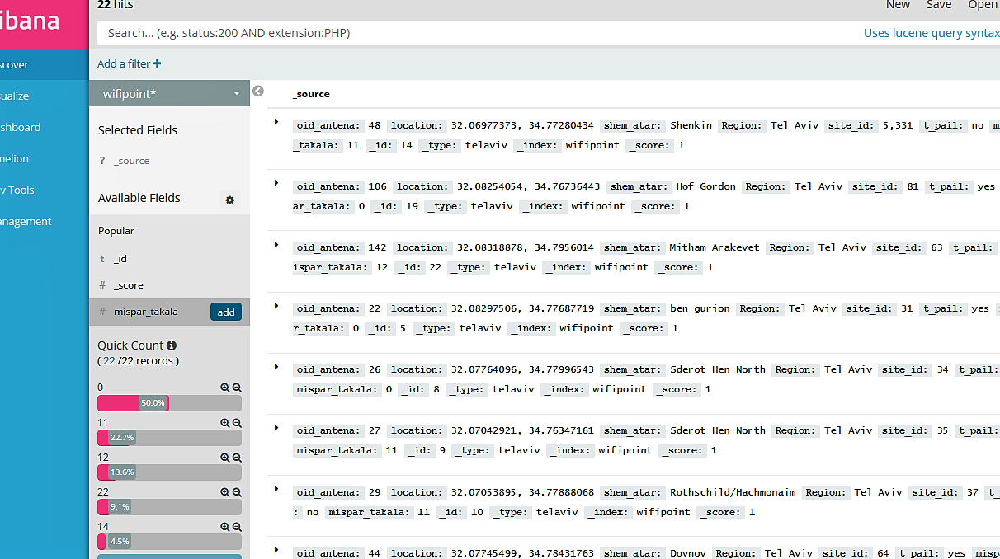 22 hits
New Save Open
ibana
Search... (e.g. status:200 AND extension:PHP)
Uses lucene query syntax
scover
sualize
shboard
nelion
v Tools
anagement
Add a filter +
wifipoint*
Selected Fields
? _source
Available Fields
Popular
t _id
# _score
# mispar_takala add
Quick Count
( 22 /22 records )
0
50.0%
11
22.7%
12
13.6%
22
9.1%
14
4.5%
_source
oid_antena: 48 location: 32.06977373, 34.77280434 shem_atar: Shenkin Region: Tel Aviv site_id: 5,331 t_pail: no m
_takala: 11 _id: 14 _type: telaviv _index: wifipoint _score: 1
oid_antena: 106 location: 32.08254054, 34.76736443 shem_atar: Hof Gordon Region: Tel Aviv site_id: 81 t_pail: yes
ar_takala: 0 _id: 19 _type: telaviv _index: wifipoint _score: 1
oid_antena: 142 location: 32.08318878, 34.7956014 shem_atar: Mitham Arakevet Region: Tel Aviv site_id: 63 t_pail:
ispar_takala: 12 _id: 22 _type: telaviv _index: wifipoint _score: 1
oid_antena: 22 location: 32.08297506, 34.77687719 shem_atar: ben gurion Region: Tel Aviv site_id: 31 t_pail: yes
r_takala: 0 _id: 5 _type: telaviv _index: wifipoint _score: 1
oid_antena: 26 location: 32.07764096, 34.77996543 shem_atar: Sderot Hen North Region: Tel Aviv site_id: 34 t_pail:
mispar_takala: 0 _id: 8 _type: telaviv _index: wifipoint _score: 1
oid_antena: 27 location: 32.07042921, 34.76347161 shem_atar: Sderot Hen North Region: Tel Aviv site_id: 35 t_pail:
mispar_takala: 11 _id: 9 _type: telaviv _index: wifipoint _score: 1
oid_antena: 29 location: 32.07053895, 34.77888068 shem_atar: Rothschild/Hachmonaim Region: Tel Aviv site_id: 37 t_
: no mispar_takala: 11 _id: 10 _type: telaviv _index: wifipoint _score: 1
oid_antena: 44 location: 32.07745499, 34.78431763 shem_atar: Dovnov Region: Tel Aviv site_id: 64 t_pail: yes misp